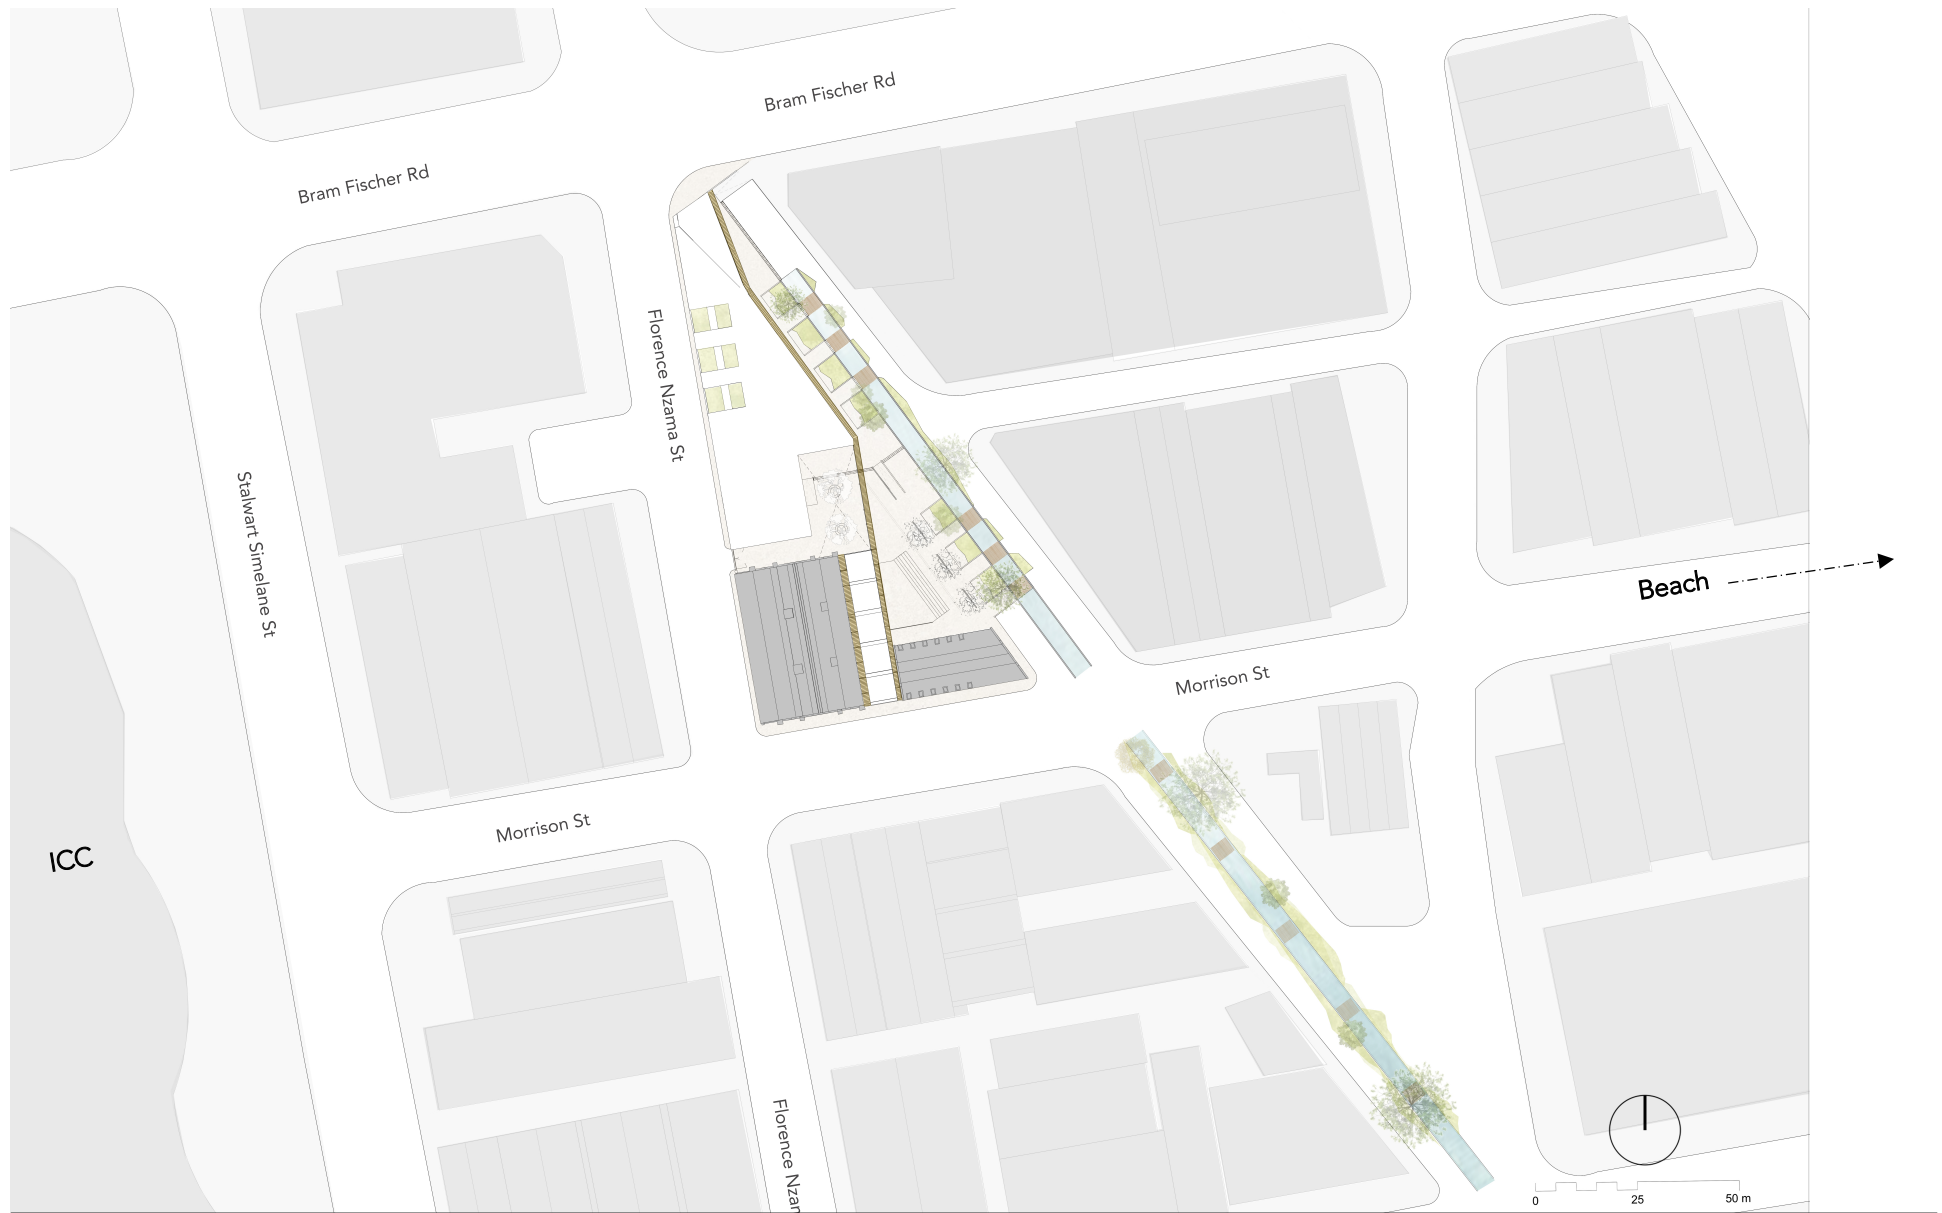 Bram Fischer Rd
Bram Fischer Rd
Florence Nzama St
Stalwart Simelane St
Beach
Morrison St
Morrison St
ICC
Florence Nzan
0 25 50 m